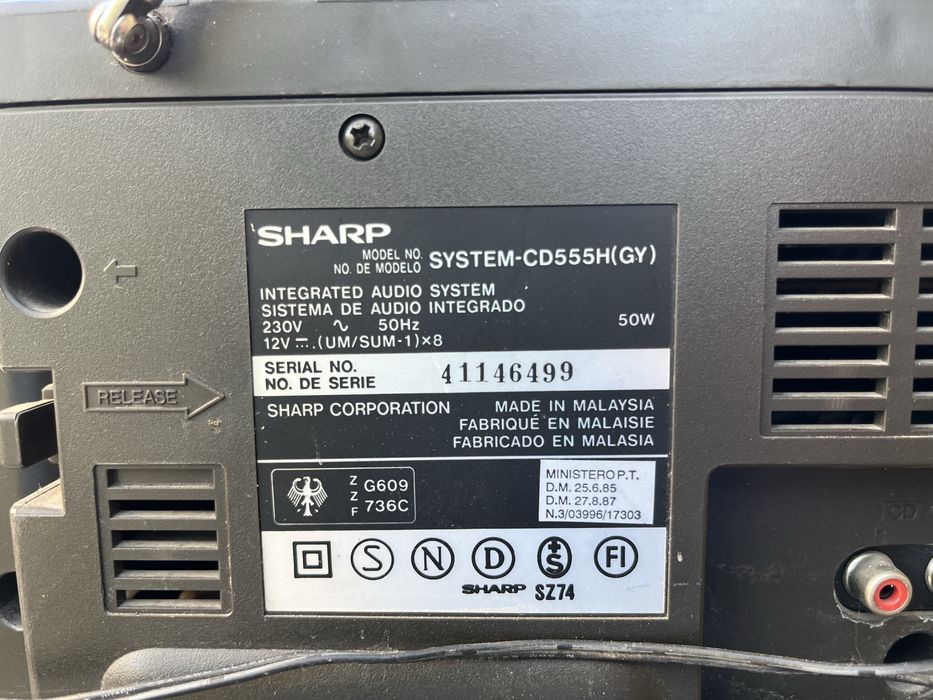 SHARP
MODEL NO.
NO. DE MODELO
SYSTEM-CD555H(GY)
INTEGRATED AUDIO SYSTEM
SISTEMA DE AUDIO INTEGRADO
230V ∿ 50Hz 50W
12V ⎓ (UM/SUM-1)×8
SERIAL NO.
NO. DE SERIE
41146499
SHARP CORPORATION MADE IN MALAYSIA
FABRIQUÉ EN MALAISIE
FABRICADO EN MALASIA
RELEASE
Z
Z
F
G609
736C
MINISTERO P.T.
D.M. 25.6.85
D.M. 27.8.87
N.3/03996/17303
S N D +S FI
SHARP SZ74
CD